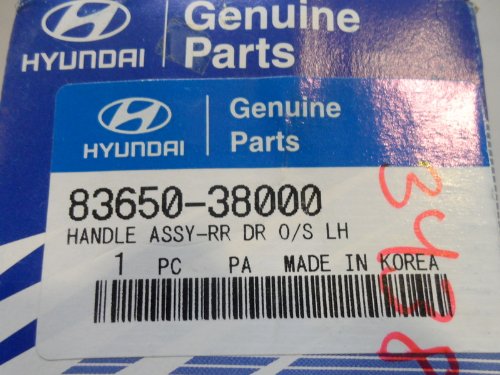 HYUNDAI
Genuine
Parts
HYUNDAI
Genuine
Parts
83650-38000
HANDLE ASSY-RR DR O/S LH
1 PC PA MADE IN KOREA
3438